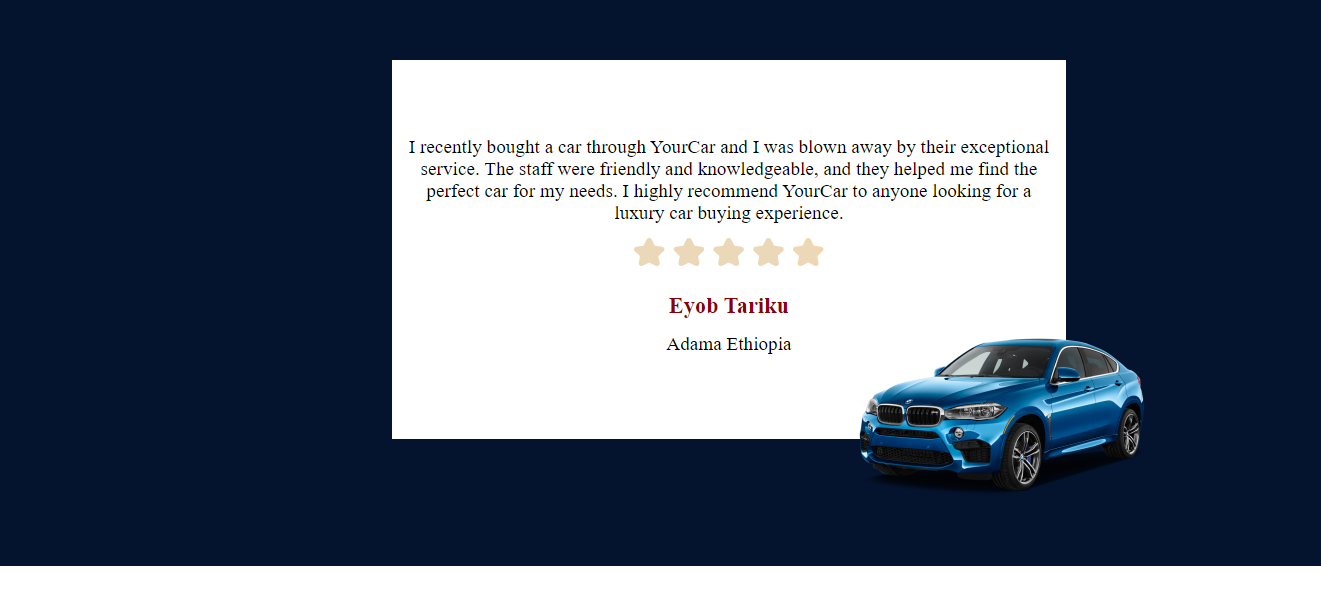 I recently bought a car through YourCar and I was blown away by their exceptional
service. The staff were friendly and knowledgeable, and they helped me find the
perfect car for my needs. I highly recommend YourCar to anyone looking for a
luxury car buying experience.
Eyob Tariku
Adama Ethiopia